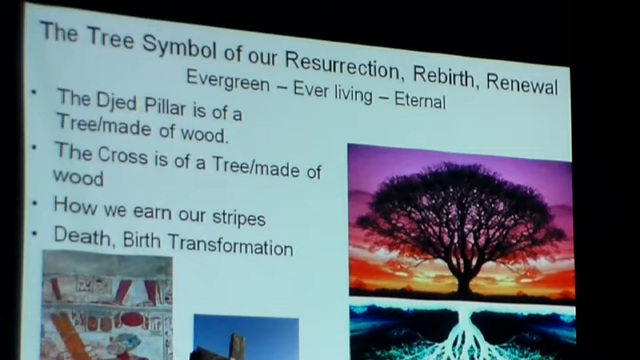 The Tree Symbol of our Resurrection, Rebirth, Renewal
Evergreen – Ever living – Eternal
• The Djed Pillar is of a
Tree/made of wood.
• The Cross is of a Tree/made of
wood
• How we earn our stripes
• Death, Birth Transformation